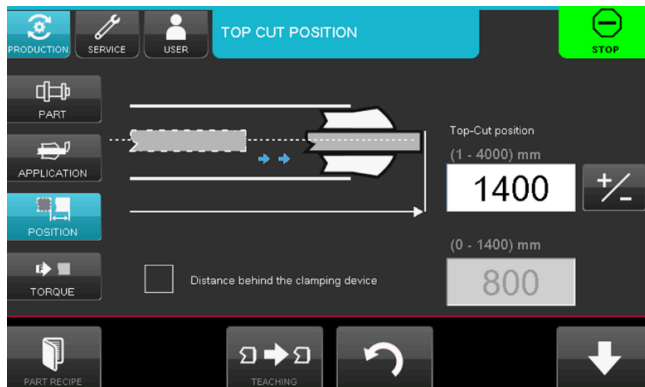 PRODUCTION
SERVICE
USER
TOP CUT POSITION
STOP
PART
APPLICATION
POSITION
TORQUE
Top-Cut position
(1 - 4000) mm
1400
+/-
(0 - 1400) mm
800
Distance behind the clamping device
PART RECIPE
TEACHING